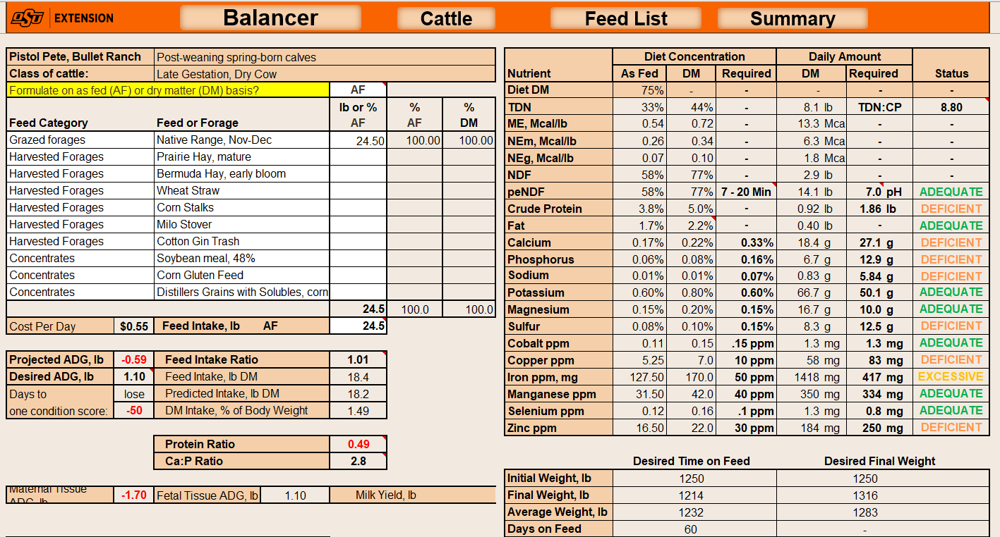 OSU EXTENSION Balancer Cattle Feed List Summary
Pistol Pete, Bullet Ranch Post-weaning spring-born calves
Class of cattle: Late Gestation, Dry Cow
Formulate on as fed (AF) or dry matter (DM) basis? AF
lb or % % %
Feed Category Feed or Forage AF AF DM
Grazed forages Native Range, Nov-Dec 24.50 100.00 100.00
Harvested Forages Prairie Hay, mature
Harvested Forages Bermuda Hay, early bloom
Harvested Forages Wheat Straw
Harvested Forages Corn Stalks
Harvested Forages Milo Stover
Harvested Forages Cotton Gin Trash
Concentrates Soybean meal, 48%
Concentrates Corn Gluten Feed
Concentrates Distillers Grains with Solubles, corn
24.5 100.0 100.0
Cost Per Day $0.55 Feed Intake, lb AF 24.5
Projected ADG, lb -0.59 Feed Intake Ratio 1.01
Desired ADG, lb 1.10 Feed Intake, lb DM 18.4
Days to lose Predicted Intake, lb DM 18.2
one condition score: -50 DM Intake, % of Body Weight 1.49
Protein Ratio 0.49
Ca:P Ratio 2.8
Maternal Tissue
ADG, lb -1.70 Fetal Tissue ADG, lb 1.10 Milk Yield, lb
Diet Concentration Daily Amount
Nutrient As Fed DM Required DM Required Status
Diet DM 75% - - - - -
TDN 33% 44% - 8.1 lb TDN:CP 8.80
ME, Mcal/lb 0.54 0.72 - 13.3 Mca - -
NEm, Mcal/lb 0.26 0.34 - 6.3 Mca - -
NEg, Mcal/lb 0.07 0.10 - 1.8 Mca - -
NDF 58% 77% - 2.9 lb - -
peNDF 58% 77% 7 - 20 Min 14.1 lb 7.0 pH ADEQUATE
Crude Protein 3.8% 5.0% - 0.92 lb 1.86 lb DEFICIENT
Fat 1.7% 2.2% - 0.40 lb - ADEQUATE
Calcium 0.17% 0.22% 0.33% 18.4 g 27.1 g DEFICIENT
Phosphorus 0.06% 0.08% 0.16% 6.7 g 12.9 g DEFICIENT
Sodium 0.01% 0.01% 0.07% 0.83 g 5.84 g DEFICIENT
Potassium 0.60% 0.80% 0.60% 66.7 g 50.1 g ADEQUATE
Magnesium 0.15% 0.20% 0.15% 16.7 g 10.0 g ADEQUATE
Sulfur 0.08% 0.10% 0.15% 8.3 g 12.5 g DEFICIENT
Cobalt ppm 0.11 0.15 .15 ppm 1.3 mg 1.3 mg ADEQUATE
Copper ppm 5.25 7.0 10 ppm 58 mg 83 mg DEFICIENT
Iron ppm, mg 127.50 170.0 50 ppm 1418 mg 417 mg EXCESSIVE
Manganese ppm 31.50 42.0 40 ppm 350 mg 334 mg ADEQUATE
Selenium ppm 0.12 0.16 .1 ppm 1.3 mg 0.8 mg ADEQUATE
Zinc ppm 16.50 22.0 30 ppm 184 mg 250 mg DEFICIENT
Desired Time on Feed Desired Final Weight
Initial Weight, lb 1250 1250
Final Weight, lb 1214 1316
Average Weight, lb 1232 1283
Days on Feed 60 -